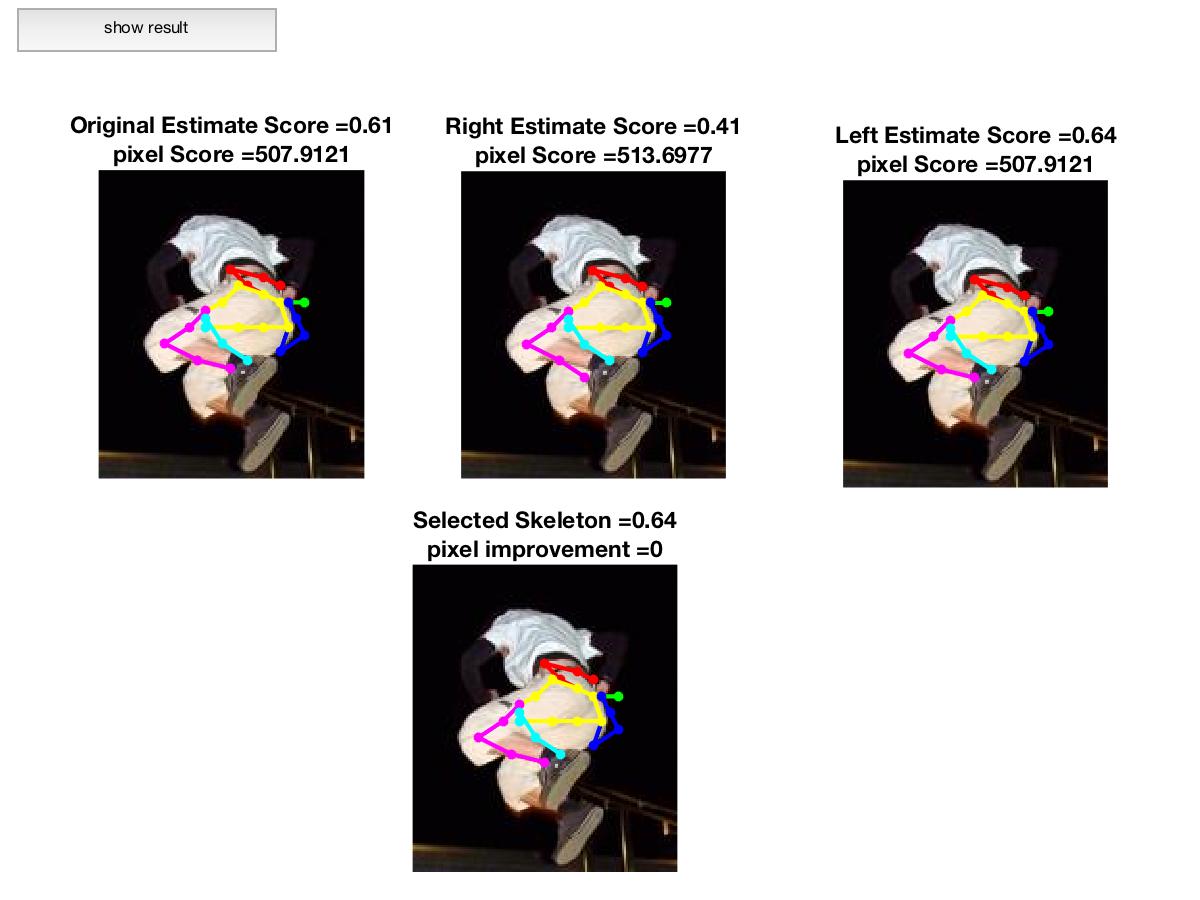 show result
Original Estimate Score =0.61
pixel Score =507.9121
Right Estimate Score =0.41
pixel Score =513.6977
Left Estimate Score =0.64
pixel Score =507.9121
Selected Skeleton =0.64
pixel improvement =0